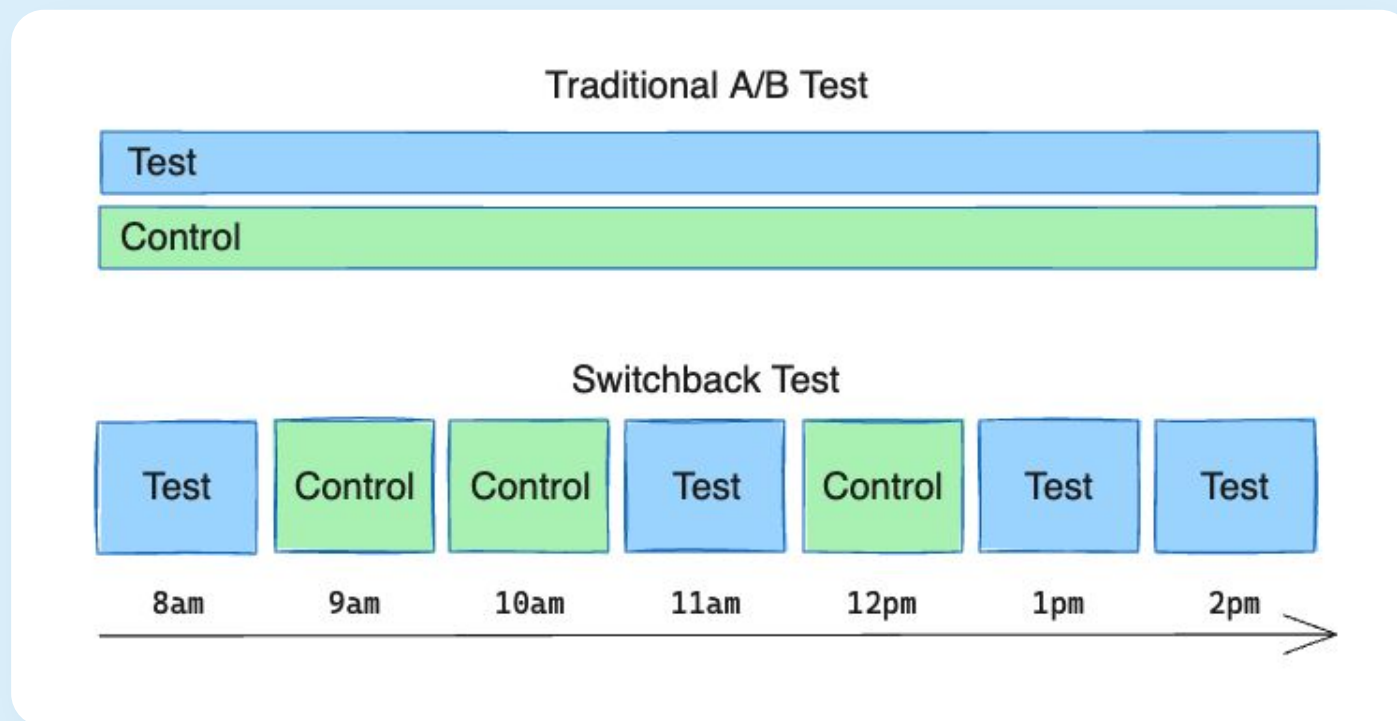 Traditional A/B Test
Test
Control
Switchback Test
Test Control Control Test Control Test Test
8am 9am 10am 11am 12pm 1pm 2pm